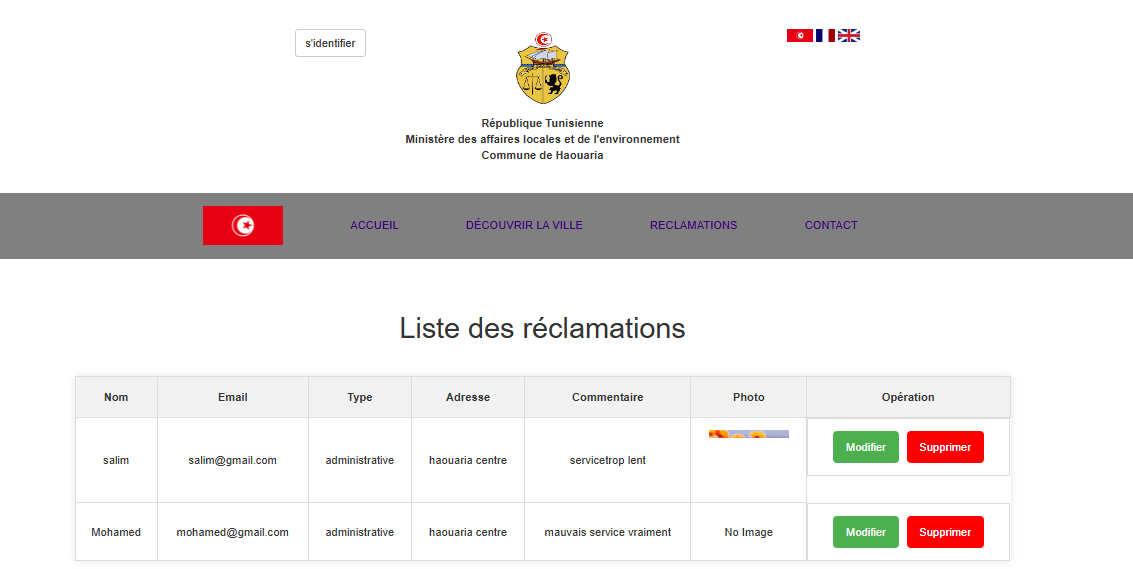 s'identifier
République Tunisienne
Ministère des affaires locales et de l'environnement
Commune de Haouaria
ACCUEIL DÉCOUVRIR LA VILLE RECLAMATIONS CONTACT
Liste des réclamations
Nom Email Type Adresse Commentaire Photo Opération
salim salim@gmail.com administrative haouaria centre servicetrop lent Modifier Supprimer
Mohamed mohamed@gmail.com administrative haouaria centre mauvais service vraiment No Image Modifier Supprimer